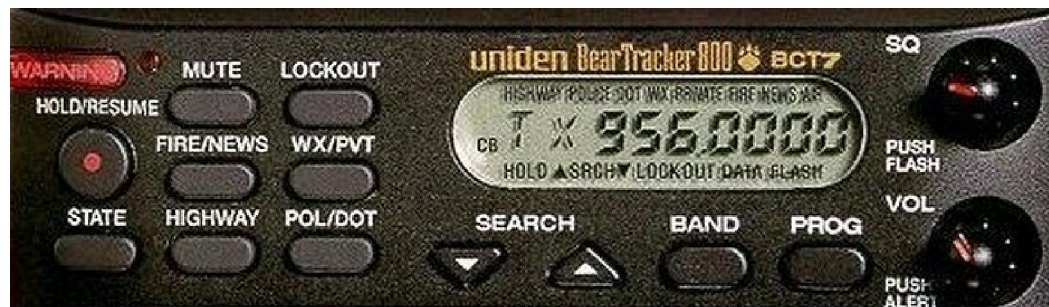 uniden BearTracker 800 BCT7
SQ
WARNING
MUTE LOCKOUT
HIGHWAY POLICE DOT WX PRIVATE FIRE NEWS AIR
HOLD/RESUME
CB TX 956.0000
FIRE/NEWS WX/PVT
PUSH
FLASH
HOLD ▲SRCH▼ LOCKOUT DATA FLASH
STATE HIGHWAY POL/DOT
SEARCH BAND PROG
VOL
PUSH
ALERT